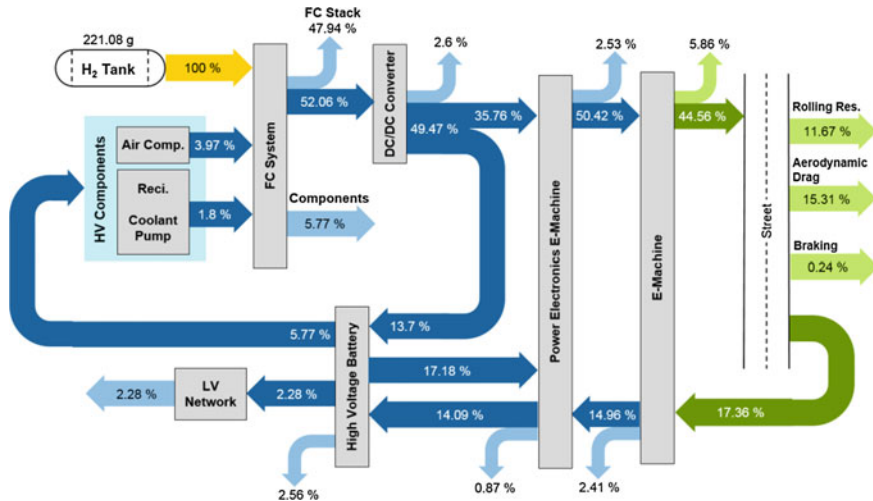 FC Stack
47.94 %
221.08 g
H2 Tank
100 %
52.06 %
2.6 %
2.53 %
5.86 %
DC/DC Converter
49.47 %
35.76 %
50.42 %
44.56 %
Rolling Res.
11.67 %
Aerodynamic
Drag
15.31 %
Braking
0.24 %
Street
HV Components
Air Comp.
3.97 %
Reci.
Coolant
Pump
1.8 %
FC System
Components
5.77 %
Power Electronics E-Machine
E-Machine
5.77 %
13.7 %
High Voltage Battery
17.18 %
2.28 %
LV
Network
2.28 %
14.09 %
14.96 %
17.36 %
2.56 %
0.87 %
2.41 %